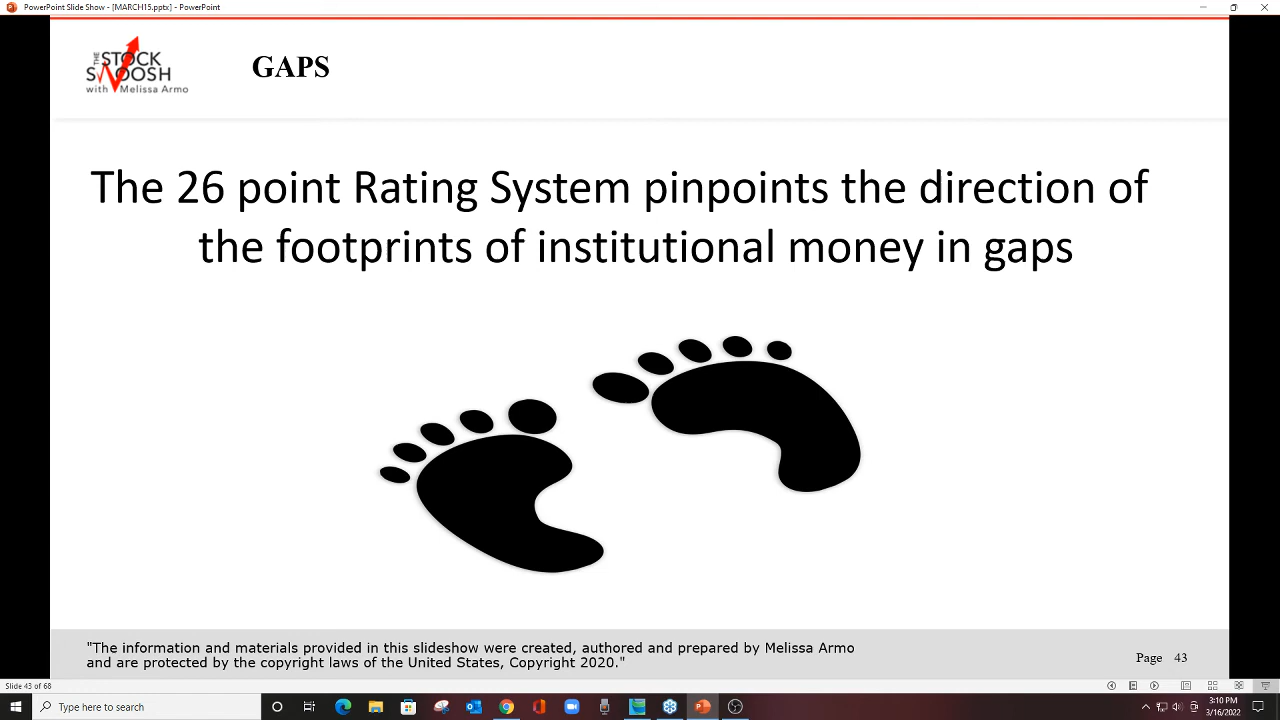 PowerPoint Slide Show - [MARCH15.pptx] - PowerPoint
THE
STOCK
SWOOSH
with Melissa Armo
GAPS
The 26 point Rating System pinpoints the direction of
the footprints of institutional money in gaps
"The information and materials provided in this slideshow were created, authored and prepared by Melissa Armo
and are protected by the copyright laws of the United States, Copyright 2020."
Page 43
Slide 43 of 68
Type here to search
3:10 PM
3/16/2022